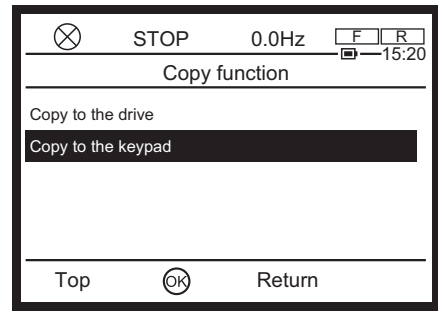 STOP 0.0Hz F R
15:20
Copy function
Copy to the drive
Copy to the keypad
Top OK Return